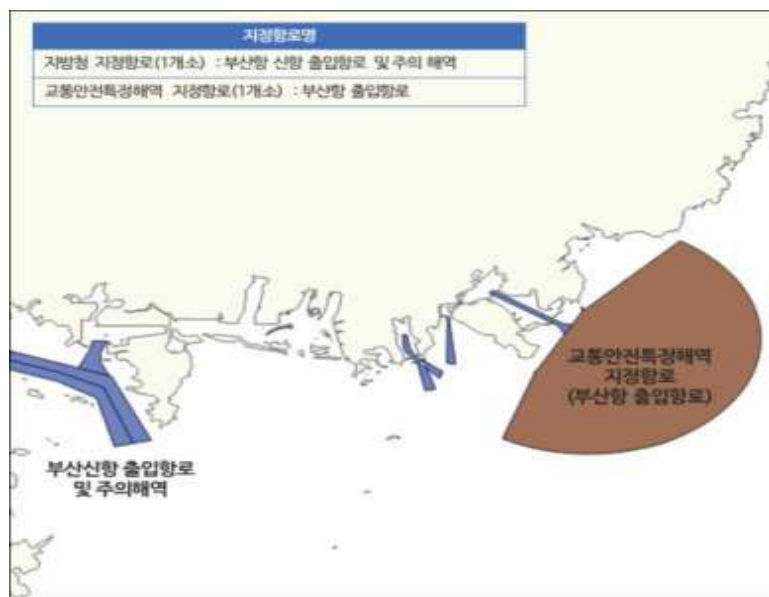 지정항로명
지방청 지정항로(1개소) : 부산항 신항 출입항로 및 주의 해역
교통안전특정해역 지정항로(1개소) : 부산항 출입항로
교통안전특정해역
지정항로
(부산항 출입항로)
부산신항 출입항로
및 주의해역